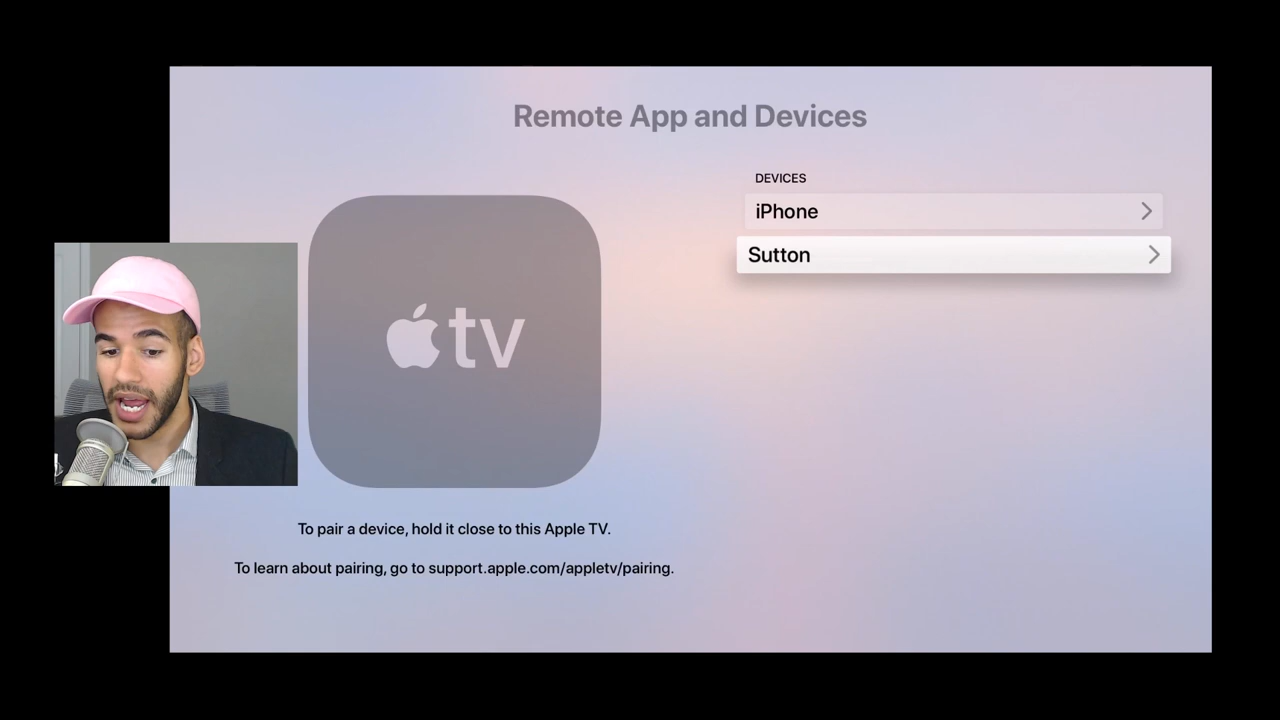 Remote App and Devices
DEVICES
iPhone
Sutton
tv
To pair a device, hold it close to this Apple TV.
To learn about pairing, go to support.apple.com/appletv/pairing.